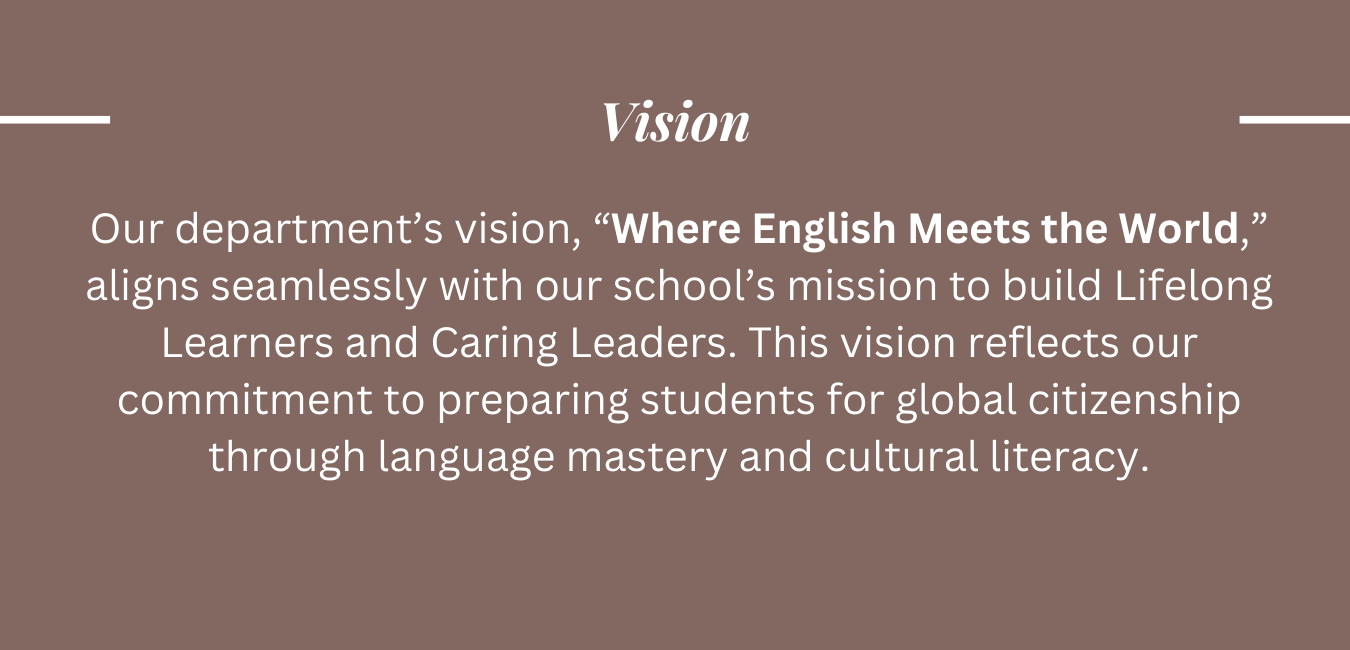 Vision
Our department’s vision, “Where English Meets the World,”
aligns seamlessly with our school’s mission to build Lifelong
Learners and Caring Leaders. This vision reflects our
commitment to preparing students for global citizenship
through language mastery and cultural literacy.